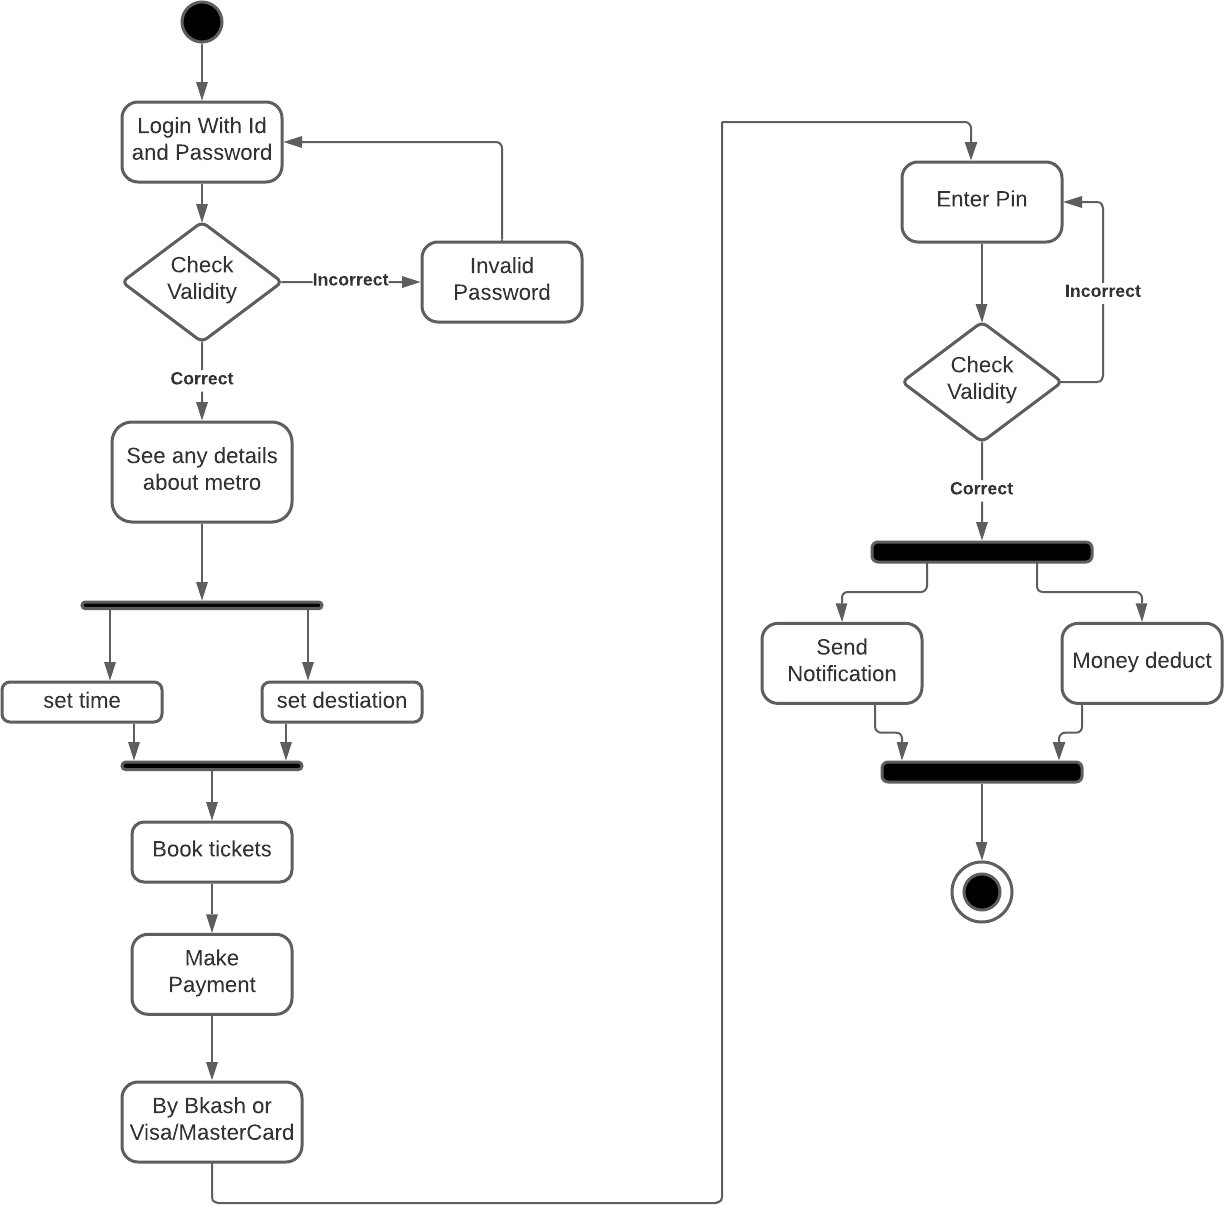 Login With Id
and Password
Check
Validity
Incorrect
Invalid
Password
Correct
See any details
about metro
set time
set destiation
Book tickets
Make
Payment
By Bkash or
Visa/MasterCard
Enter Pin
Incorrect
Check
Validity
Correct
Send
Notification
Money deduct